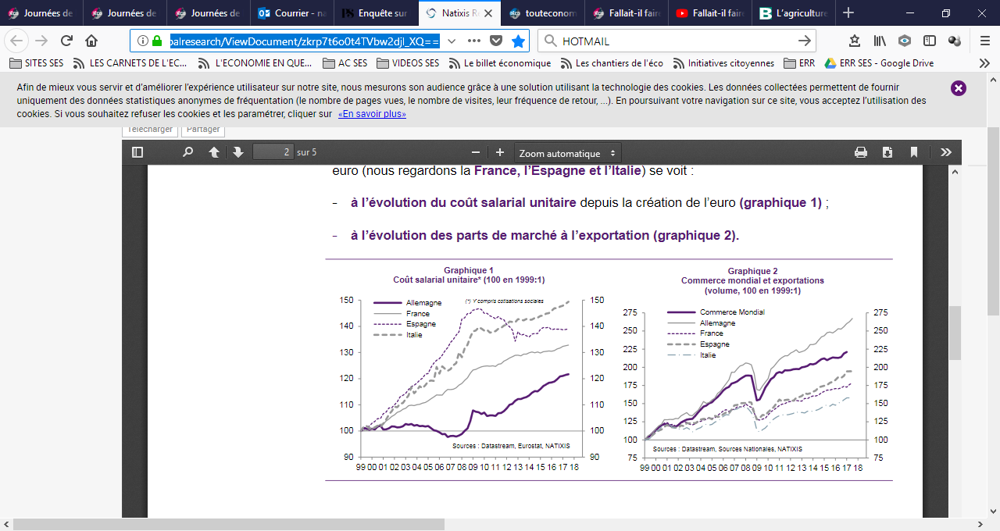 Journées de
Journées de
Journées de
Courrier - na
Enquête sur
Natixis Re
touteconom
Fallait-il faire
Fallait-il faire
L'agriculture
balresearch/ViewDocument/zkrp7t6o0t4TVbw2djl_XQ==
HOTMAIL
SITES SES
LES CARNETS DE L'EC...
L'ECONOMIE EN QUE...
AC SES
VIDEOS SES
Le billet économique
Les chantiers de l'éco
Initiatives citoyennes
ERR
ERR SES - Google Drive
Afin de mieux vous servir et d'améliorer l'expérience utilisateur sur notre site, nous mesurons son audience grâce à une solution utilisant la technologie des cookies. Les données collectées permettent de fournir
uniquement des données statistiques anonymes de fréquentation (le nombre de pages vues, le nombre de visites, leur fréquence de retour, ...). En poursuivant votre navigation sur ce site, vous acceptez l'utilisation des
cookies. Si vous souhaitez refuser les cookies et les paramétrer, cliquer sur «En savoir plus»
Télécharger
Partager
2 sur 5
Zoom automatique
euro (nous regardons la France, l'Espagne et l'Italie) se voit :
- à l'évolution du coût salarial unitaire depuis la création de l'euro (graphique 1) ;
- à l'évolution des parts de marché à l'exportation (graphique 2).
Graphique 1
Coût salarial unitaire* (100 en 1999:1)
(*) Y compris cotisations sociales
Allemagne
France
Espagne
Italie
150 150
140 140
130 130
120 120
110 110
100 100
90 90
Sources : Datastream, Eurostat, NATIXIS
99 00 01 02 03 04 05 06 07 08 09 10 11 12 13 14 15 16 17 18
Graphique 2
Commerce mondial et exportations
(volume, 100 en 1999:1)
Commerce Mondial
Allemagne
France
Espagne
Italie
275 275
250 250
225 225
200 200
175 175
150 150
125 125
100 100
75 75
Sources : Datastream, Sources Nationales, NATIXIS
99 00 01 02 03 04 05 06 07 08 09 10 11 12 13 14 15 16 17 18